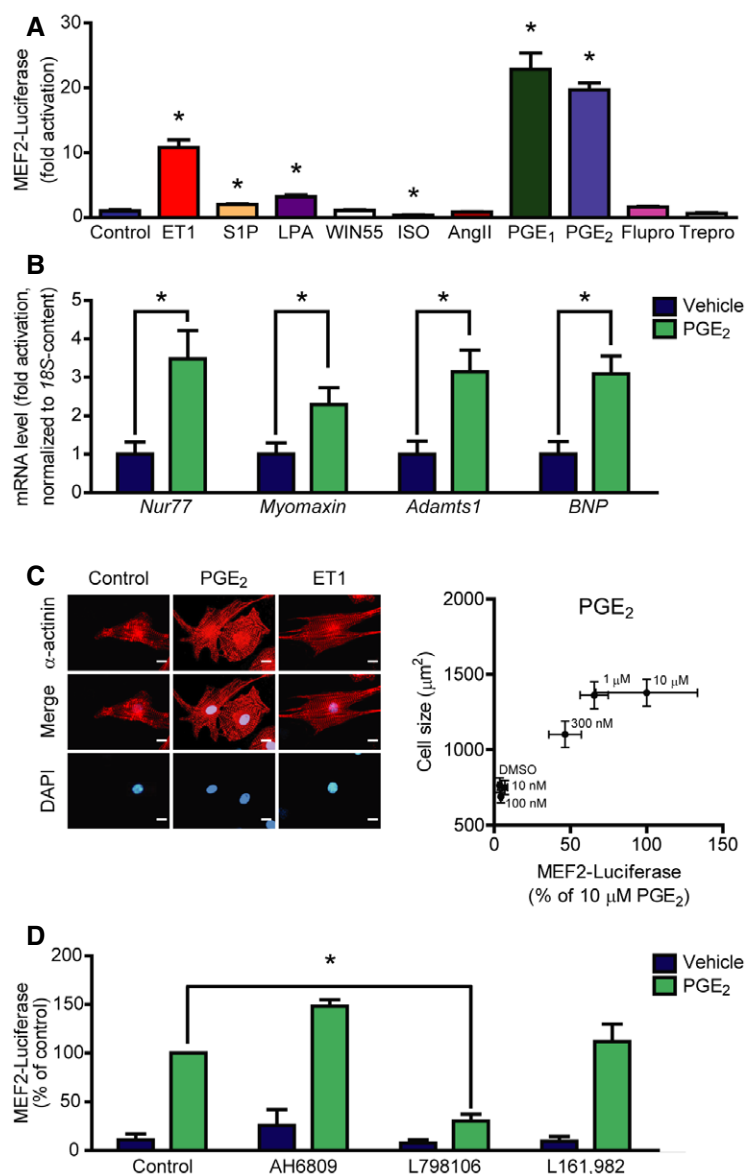 A
MEF2-Luciferase
(fold activation)
30
20
10
0
*
*
*
*
*
*
Control ET1 S1P LPA WIN55 ISO AngII PGE1 PGE2 Flupro Trepro
B
mRNA level (fold activation,
normalized to 18S-content)
5
4
3
2
1
0
*
*
*
*
Vehicle
PGE2
Nur77 Myomaxin Adamts1 BNP
C
Control PGE2 ET1
α-actinin
Merge
DAPI
PGE2
Cell size (μm²)
2000
1500
1000
500
1 μM
10 μM
300 nM
DMSO
10 nM
100 nM
0 50 100 150
MEF2-Luciferase
(% of 10 μM PGE2)
D
MEF2-Luciferase
(% of control)
200
150
100
50
0
*
Vehicle
PGE2
Control AH6809 L798106 L161.982